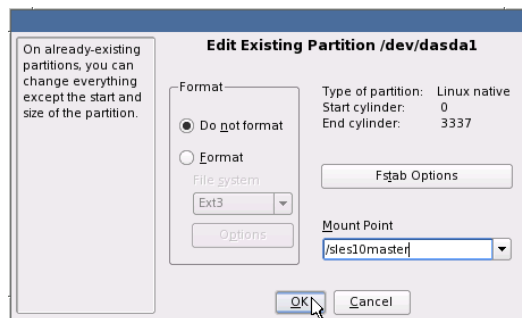 On already-existing
partitions, you can
change everything
except the start and
size of the partition.
Edit Existing Partition /dev/dasda1
Format
Do not format
Format
File system
Ext3
Options
Type of partition: Linux native
Start cylinder: 0
End cylinder: 3337
Fstab Options
Mount Point
/sles10master
OK
Cancel